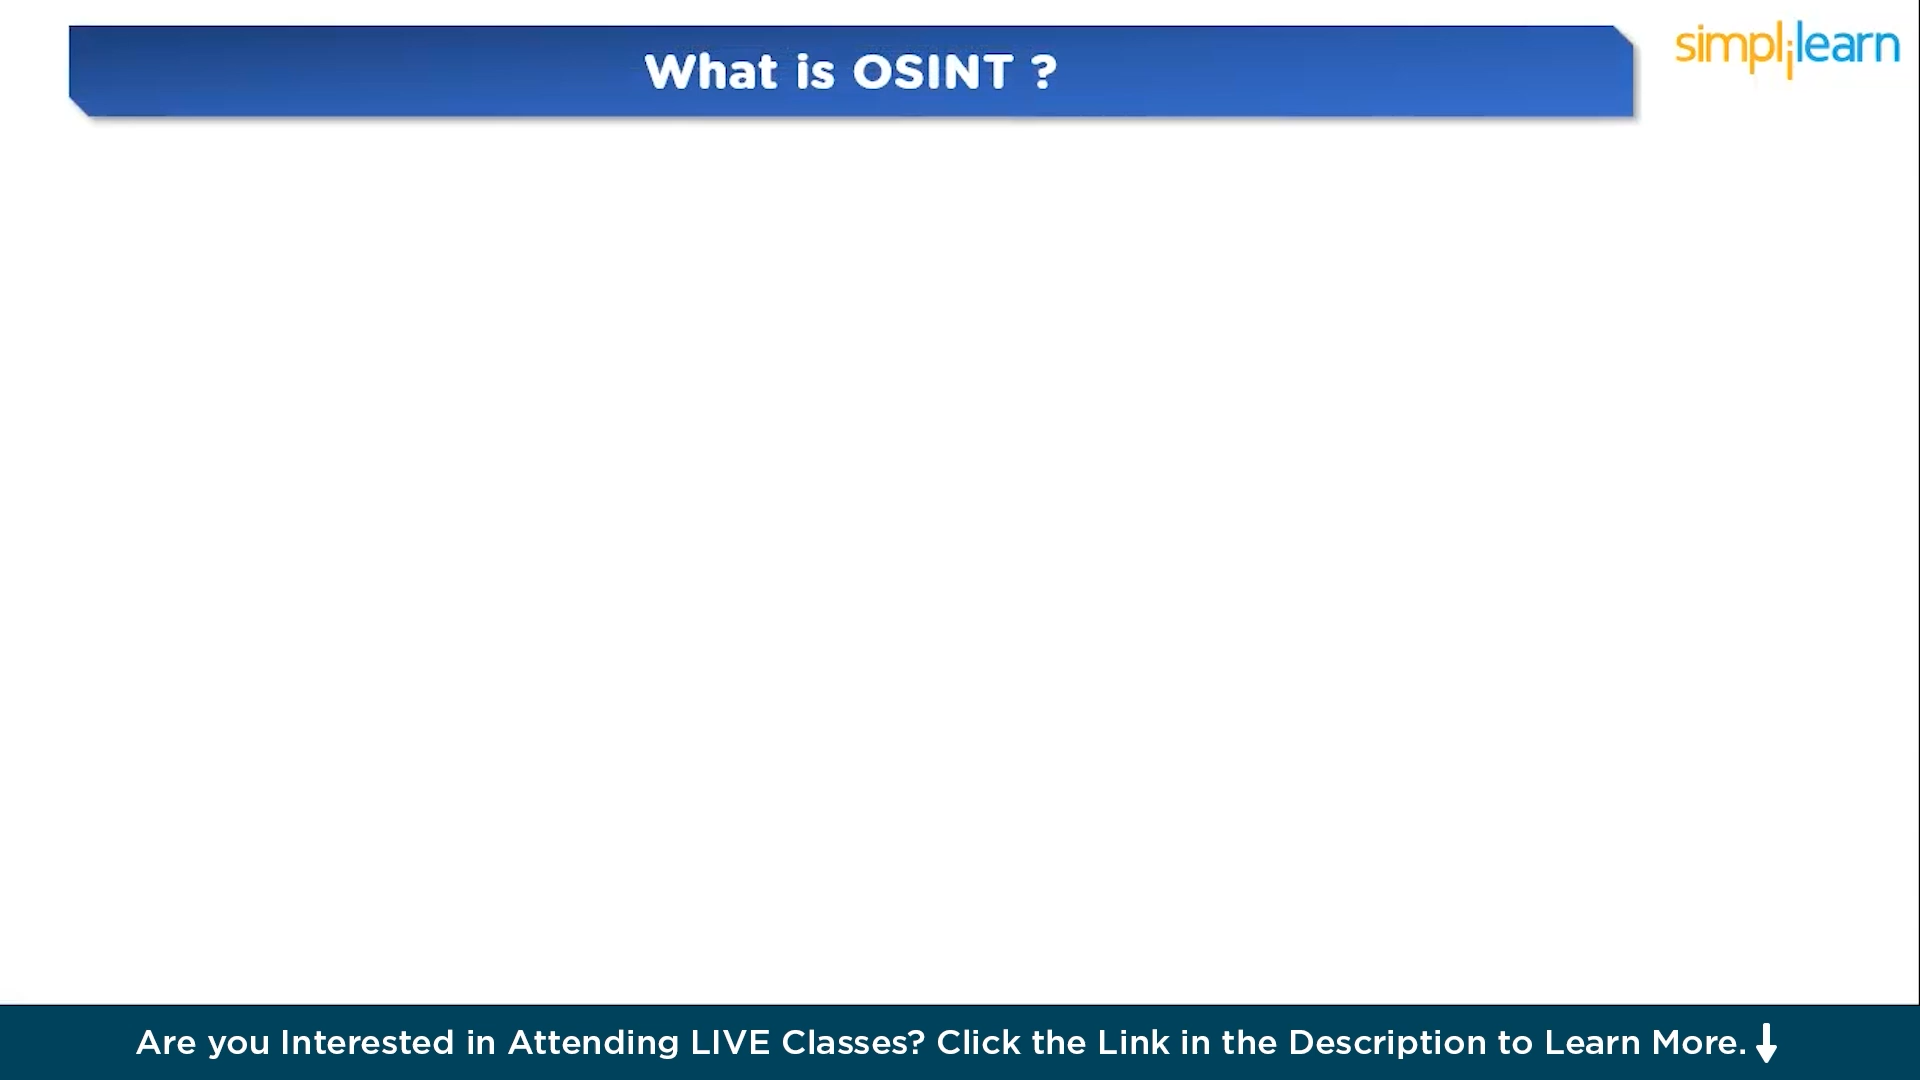 What is OSINT ?
simplilearn
Are you Interested in Attending LIVE Classes? Click the Link in the Description to Learn More.